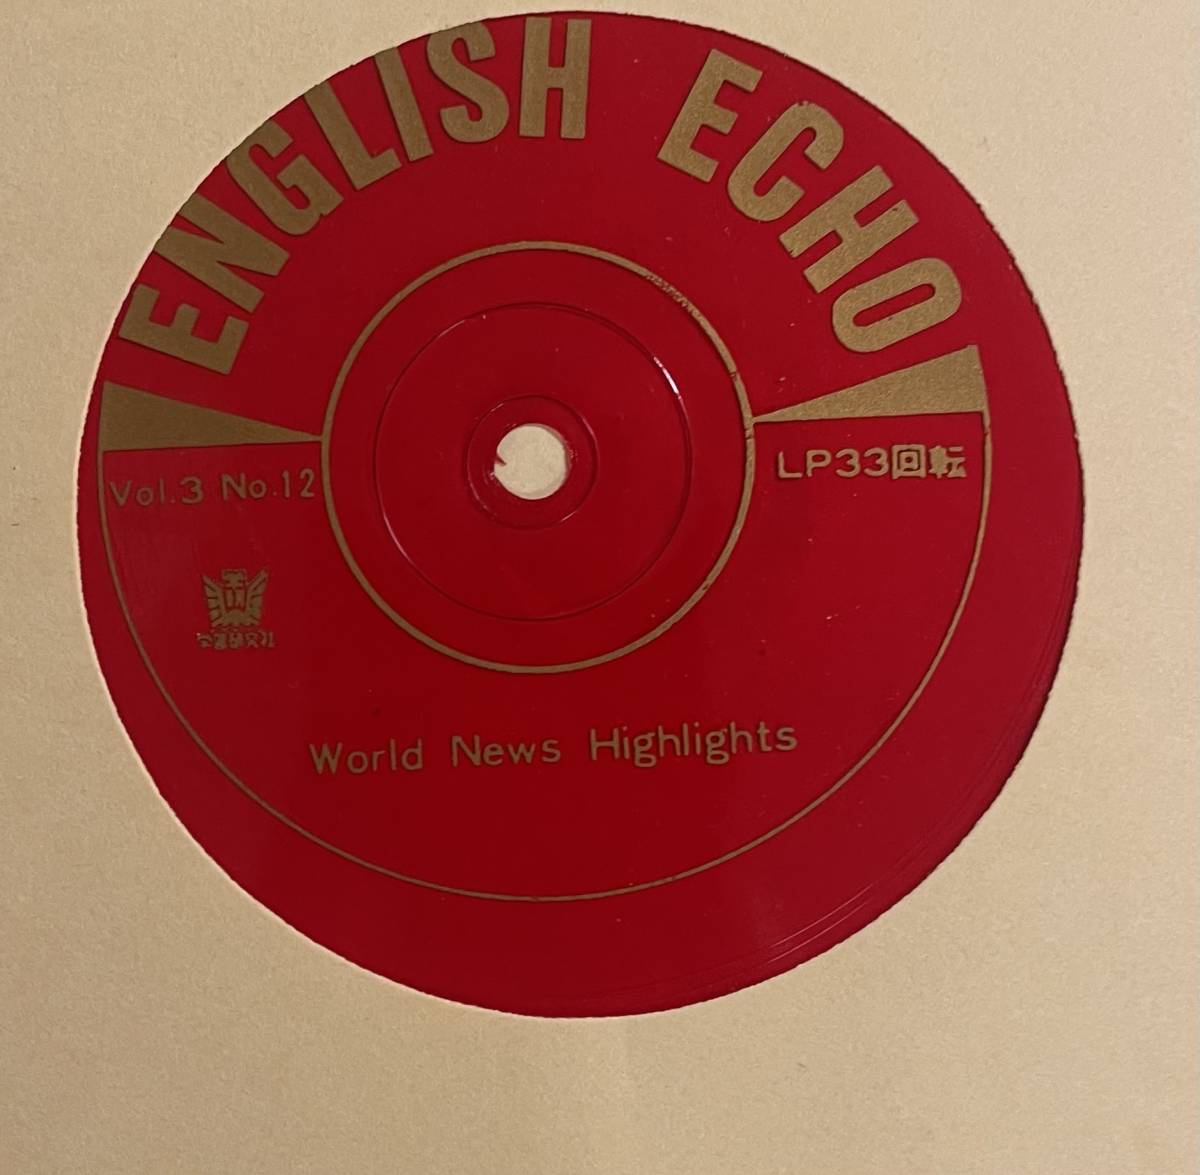 ENGLISH ECHO
Vol.3 No.12
LP33回転
World News Highlights